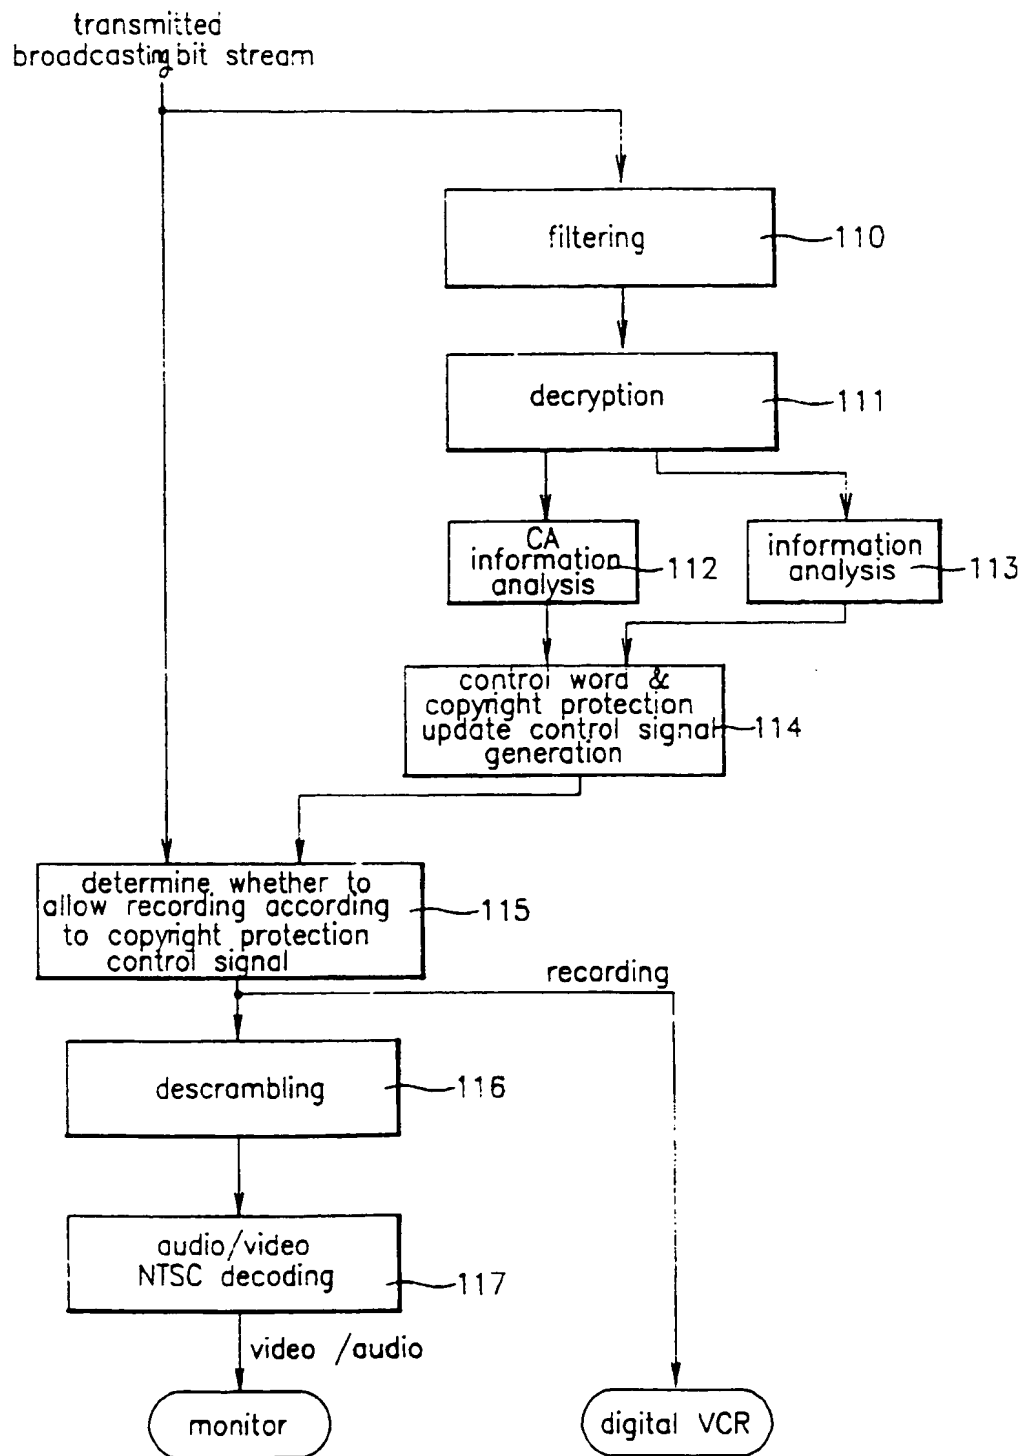 transmitted
broadcasting bit stream
filtering
110
decryption
111
CA
information
analysis
112
information
analysis
113
control word &
copyright protection
update control signal
generation
114
determine whether to
allow recording according
to copyright protection
control signal
115
recording
descrambling
116
audio/video
NTSC decoding
117
video /audio
monitor
digital VCR